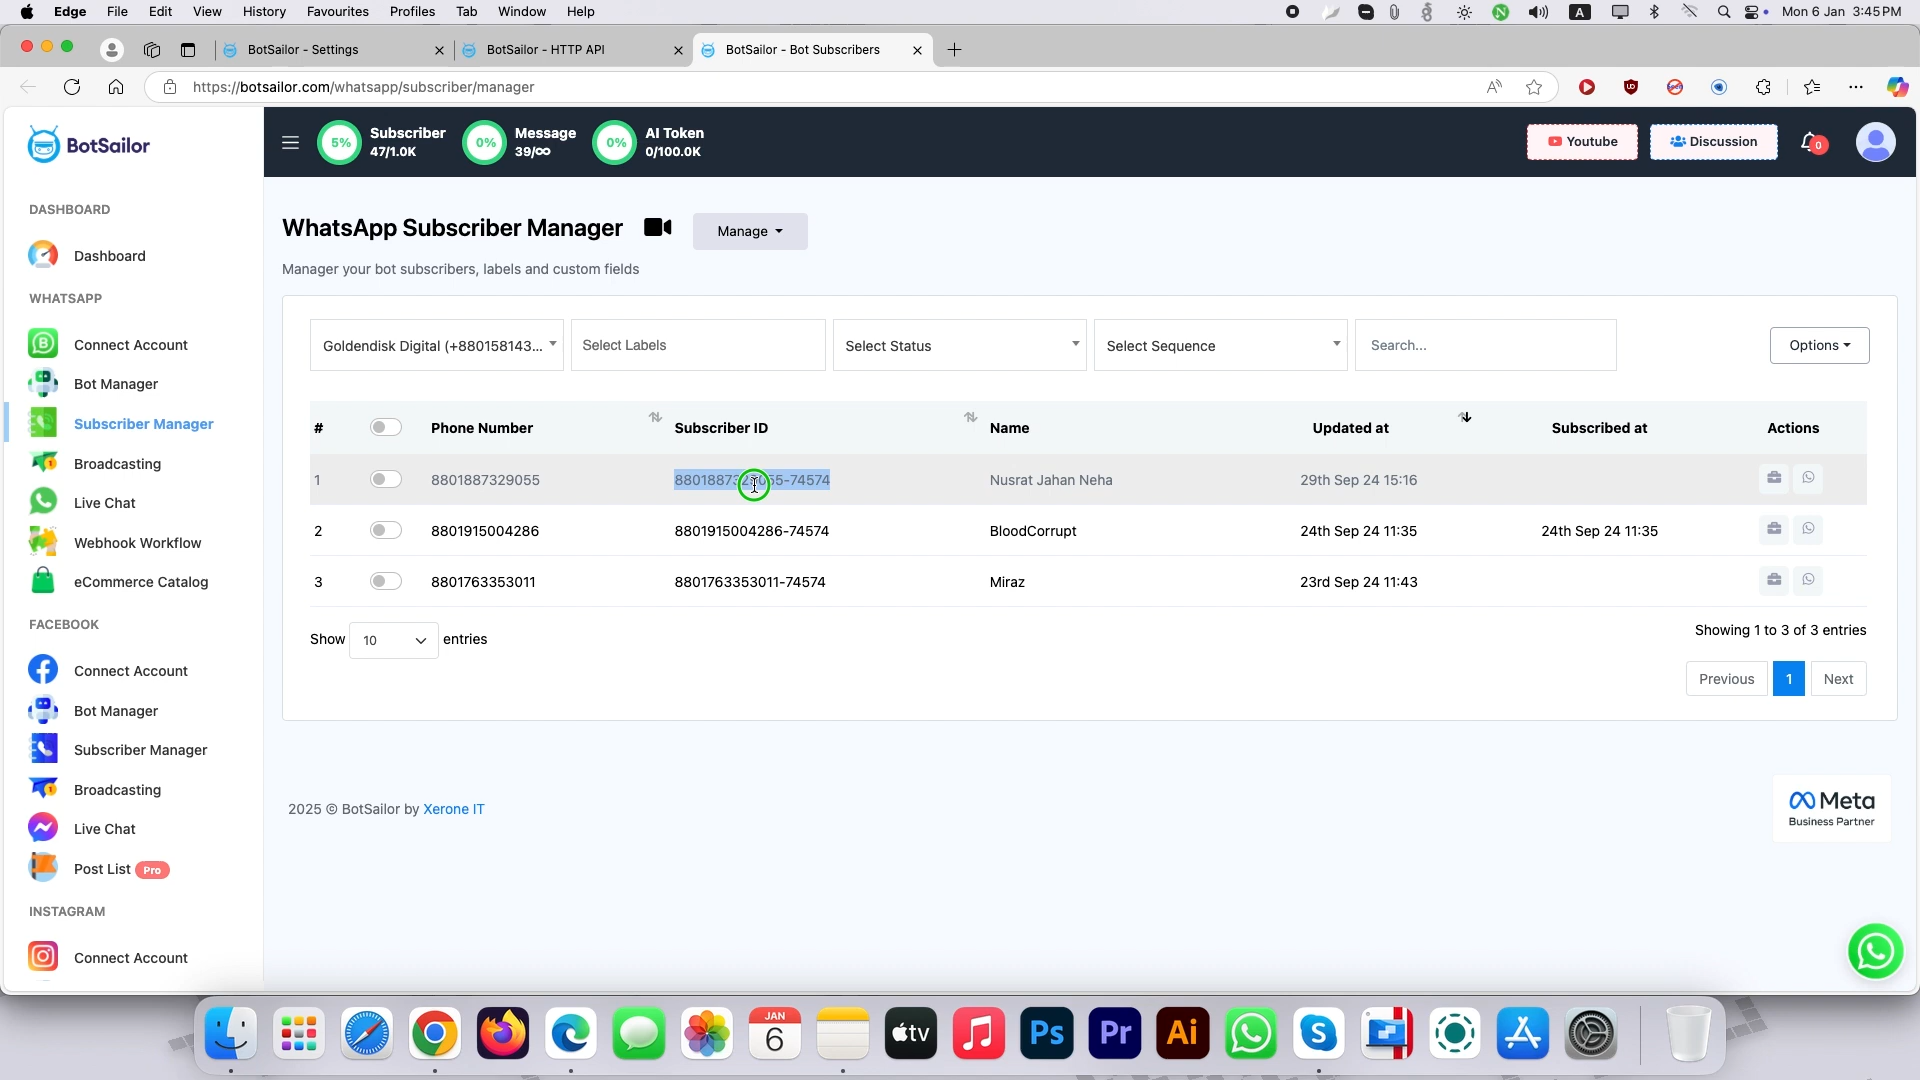 Edge File Edit View History Favourites Profiles Tab Window Help
A
Mon 6 Jan 3:45 PM
BotSailor - Settings
BotSailor - HTTP API
BotSailor - Bot Subscribers
https://botsailor.com/whatsapp/subscriber/manager
BotSailor
5% Subscriber 47/1.0K
0% Message 39/∞
0% AI Token 0/100.0K
Youtube
Discussion
0
DASHBOARD
Dashboard
WHATSAPP
Connect Account
Bot Manager
Subscriber Manager
Broadcasting
Live Chat
Webhook Workflow
eCommerce Catalog
FACEBOOK
Connect Account
Bot Manager
Subscriber Manager
Broadcasting
Live Chat
Post List Pro
INSTAGRAM
Connect Account
WhatsApp Subscriber Manager
Manage
Manager your bot subscribers, labels and custom fields
Goldendisk Digital (+880158143...
Select Labels
Select Status
Select Sequence
Search...
Options
# Phone Number Subscriber ID Name Updated at Subscribed at Actions
1 8801887329055 8801887329055-74574 Nusrat Jahan Neha 29th Sep 24 15:16
2 8801915004286 8801915004286-74574 BloodCorrupt 24th Sep 24 11:35 24th Sep 24 11:35
3 8801763353011 8801763353011-74574 Miraz 23rd Sep 24 11:43
Show 10 entries
Showing 1 to 3 of 3 entries
Previous 1 Next
2025 © BotSailor by Xerone IT
Meta
Business Partner
JAN
6
tv
Ps
Pr
Ai